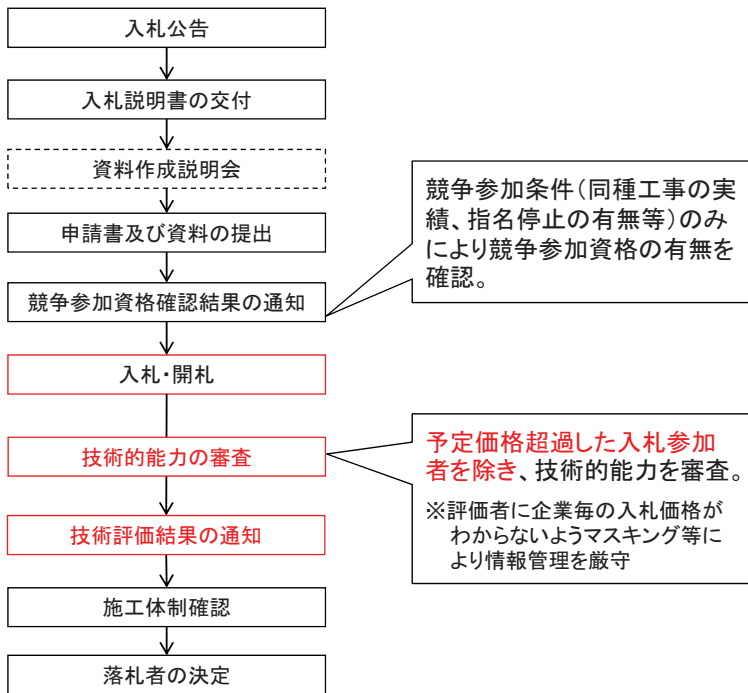 入札公告
入札説明書の交付
資料作成説明会
申請書及び資料の提出
競争参加資格確認結果の通知
競争参加条件(同種工事の実
績、指名停止の有無等)のみ
により競争参加資格の有無を
確認。
入札・開札
技術的能力の審査
予定価格超過した入札参加
者を除き、技術的能力を審査。
※評価者に企業毎の入札価格が
わからないようマスキング等に
より情報管理を厳守
技術評価結果の通知
施工体制確認
落札者の決定